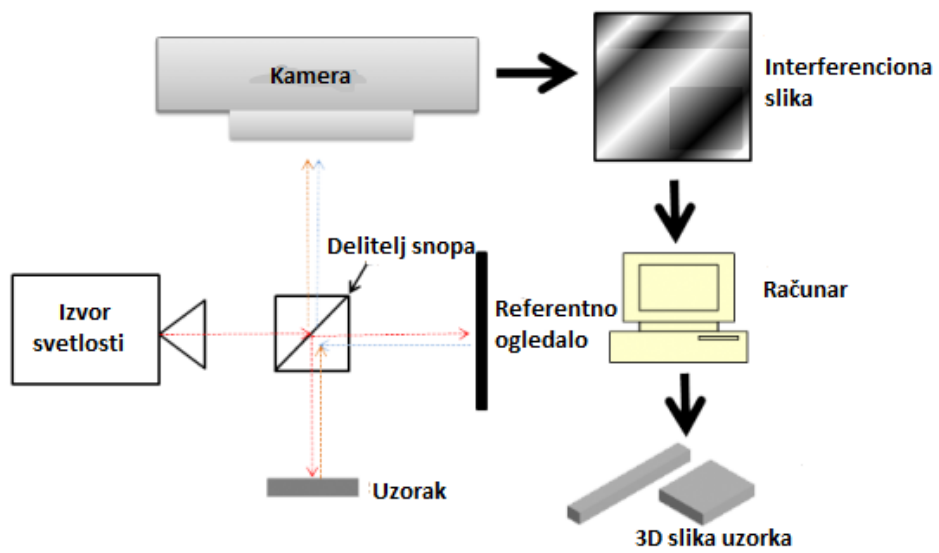 Kamera
Interferenciona
slika
Delitelj snopa
Izvor
svetlosti
Referentno
ogledalo
Računar
Uzorak
3D slika uzorka